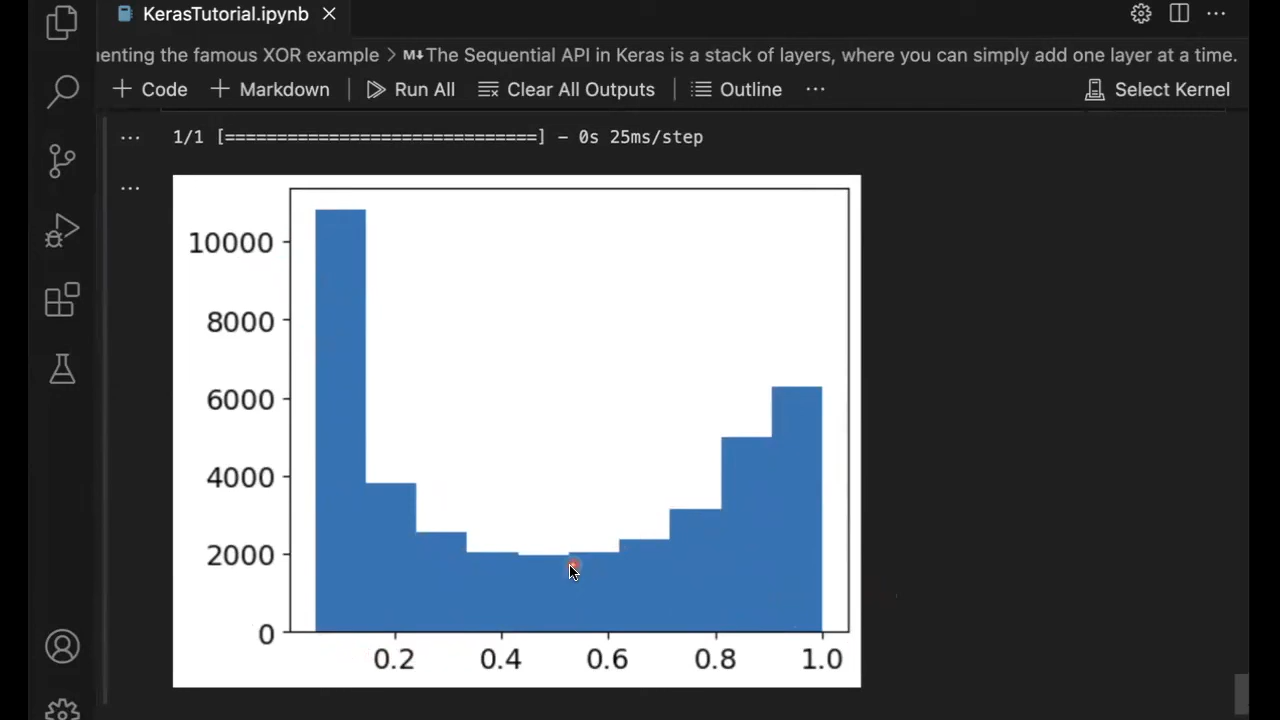 KerasTutorial.ipynb
enting the famous XOR example > M↓ The Sequential API in Keras is a stack of layers, where you can simply add one layer at a time.
+ Code + Markdown Run All Clear All Outputs Outline ... Select Kernel
... 1/1 [==============================] - 0s 25ms/step
...
10000
8000
6000
4000
2000
0
0.2 0.4 0.6 0.8 1.0